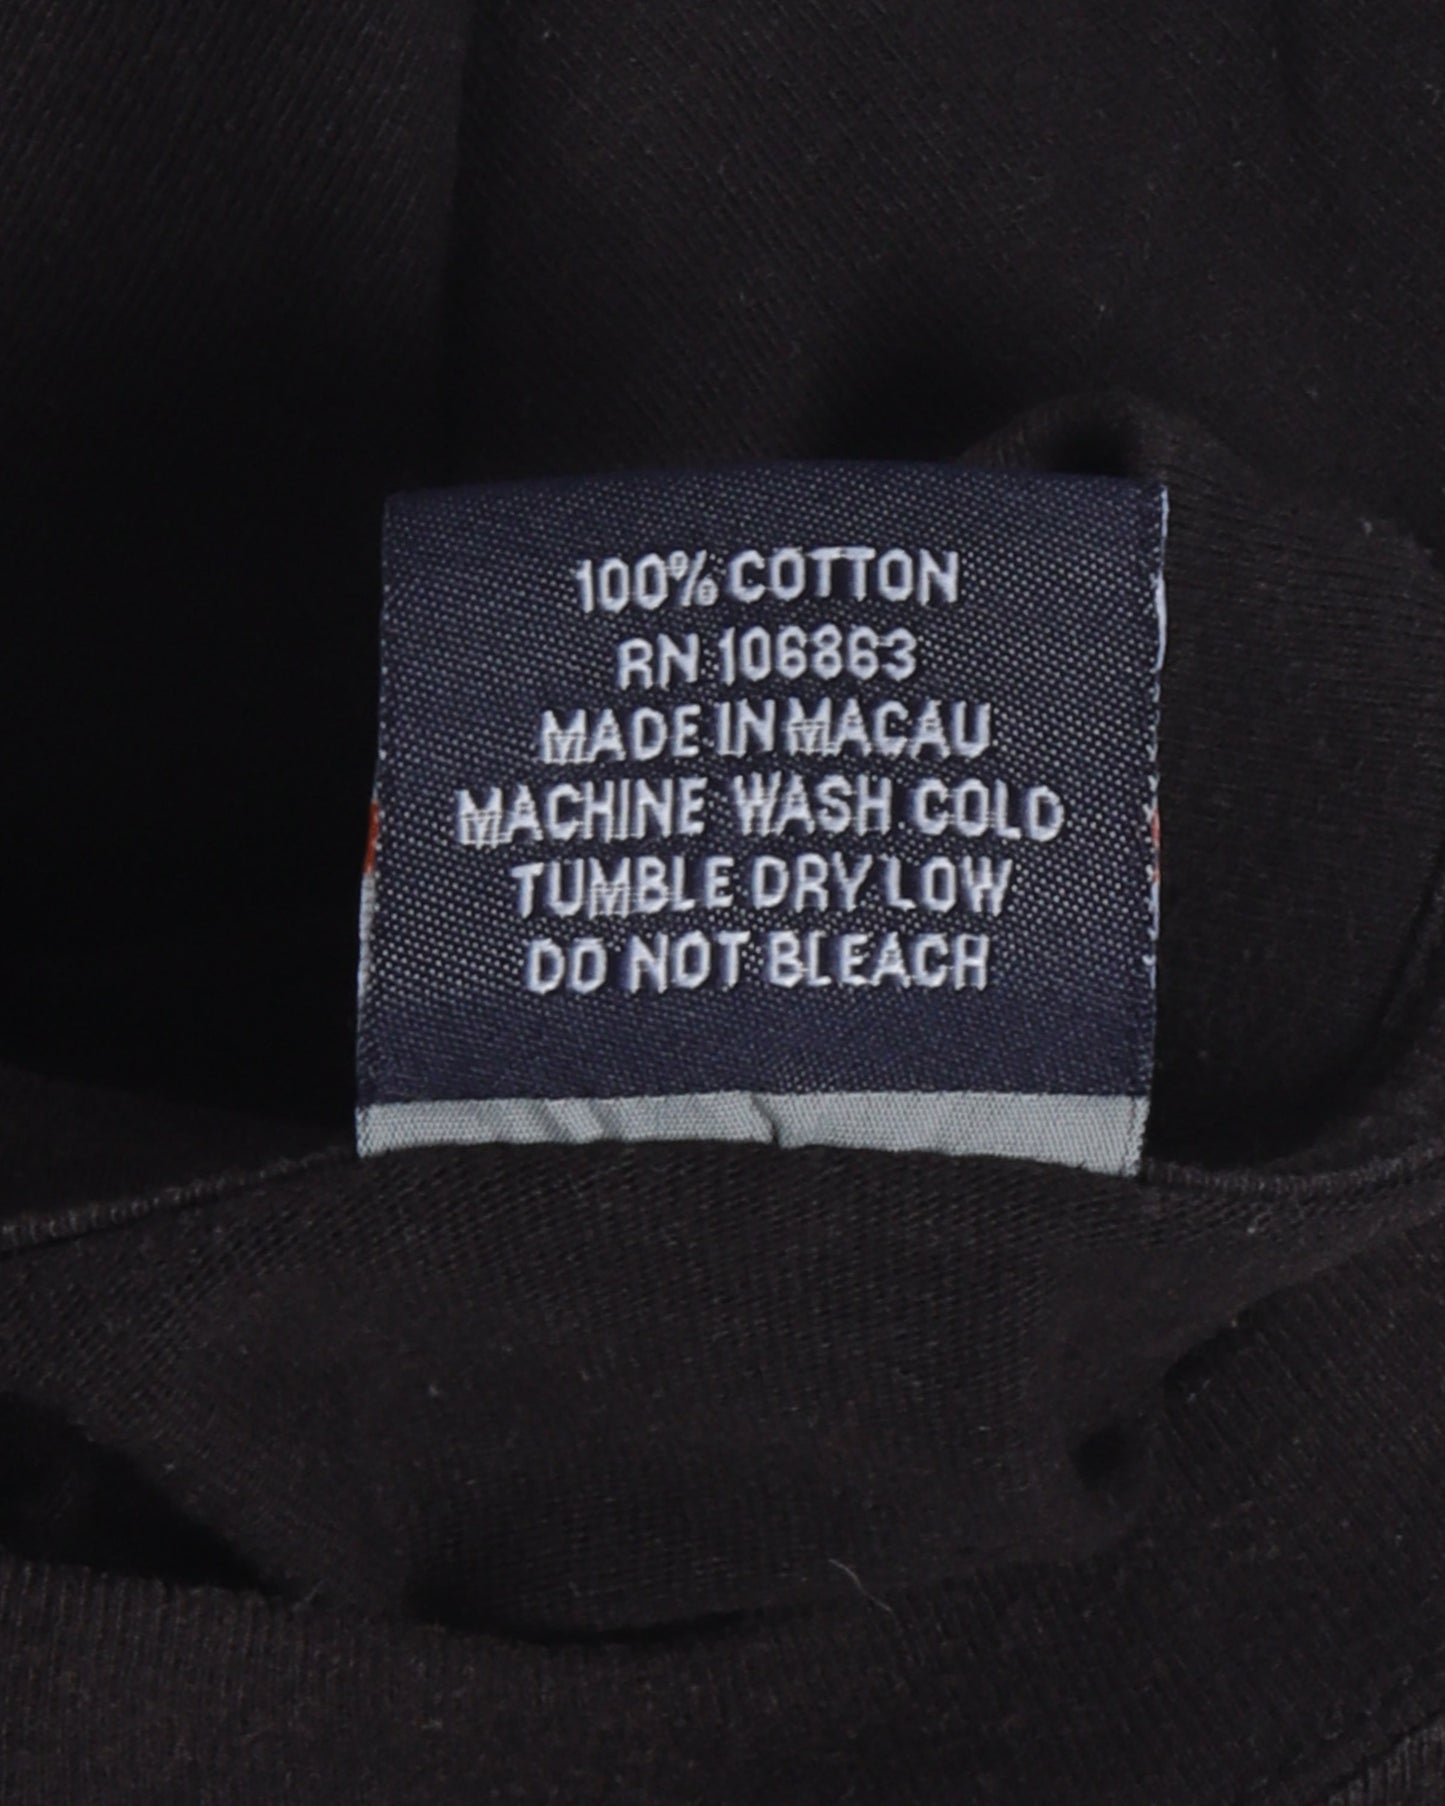 100% COTTON
RN 106863
MADE IN MACAU
MACHINE WASH COLD
TUMBLE DRY LOW
DO NOT BLEACH